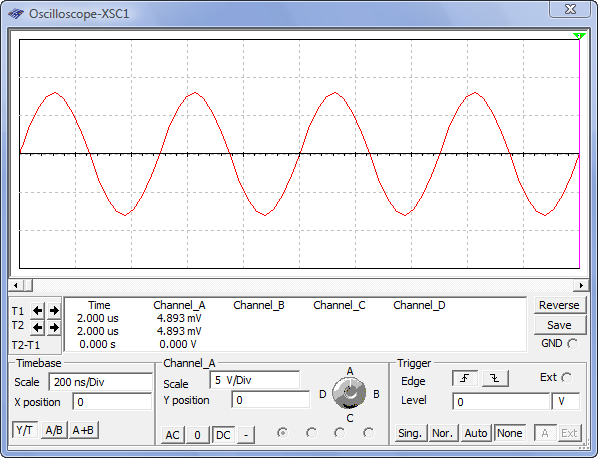 Oscilloscope-XSC1
Time Channel_A Channel_B Channel_C Channel_D
T1 2.000 us 4.893 mV
T2 2.000 us 4.893 mV
T2-T1 0.000 s 0.000 V
Reverse
Save
GND
Timebase
Scale 200 ns/Div
X position 0
Y/T A/B A+B
Channel_A
Scale 5 V/Div
Y position 0
AC 0 DC -
A
B
C
D
Trigger
Edge
Ext
Level 0 V
Sing. Nor. Auto None A Ext